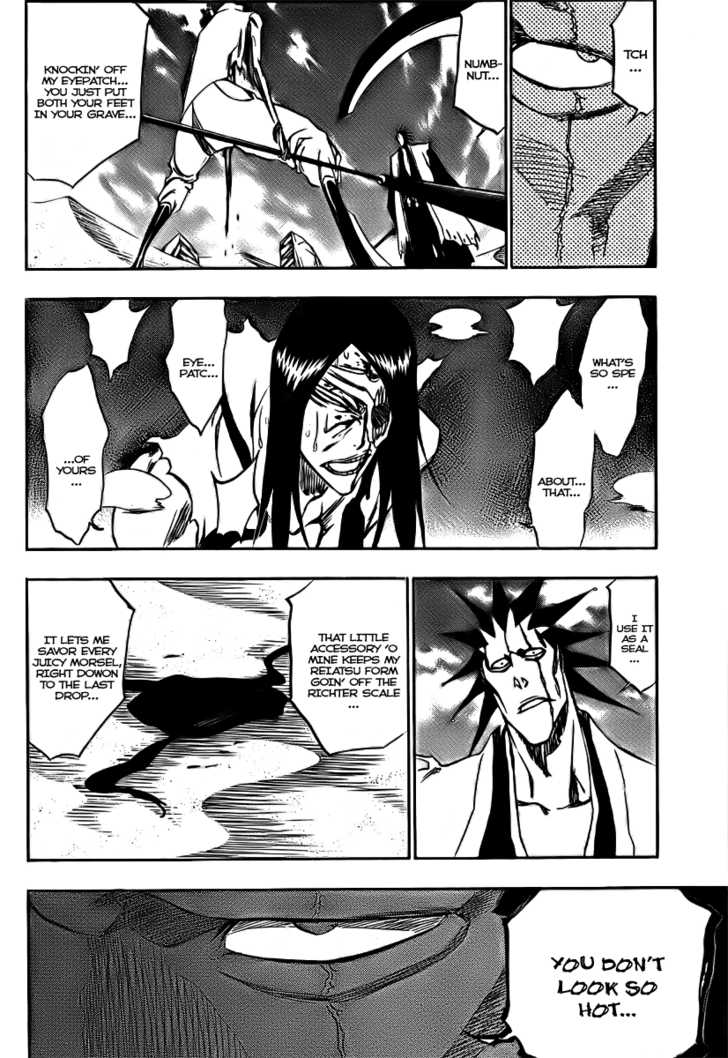 TCH
...
NUMB-
NUT...
KNOCKIN' OFF
MY EYEPATCH...
YOU JUST PUT
BOTH YOUR FEET
IN YOUR GRAVE...
WHAT'S
SO SPE
...
ABOUT...
THAT...
EYE...
PATC...
...OF
YOURS
...
I
USE IT
AS A
SEAL
...
THAT LITTLE
ACCESSORY 'O
MINE KEEPS MY
REIATSU FORM
GOIN' OFF THE
RICHTER SCALE
...
IT LETS ME
SAVOR EVERY
JUICY MORSEL,
RIGHT DOWON
TO THE LAST
DROP...
YOU DON'T
LOOK SO
HOT...